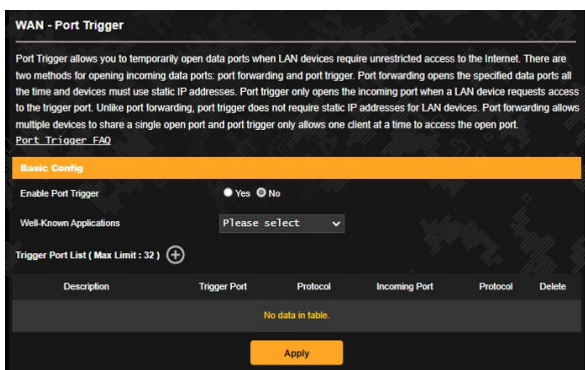 WAN - Port Trigger
Port Trigger allows you to temporarily open data ports when LAN devices require unrestricted access to the Internet. There are
two methods for opening incoming data ports: port forwarding and port trigger. Port forwarding opens the specified data ports all
the time and devices must use static IP addresses. Port trigger only opens the incoming port when a LAN device requests access
to the trigger port. Unlike port forwarding, port trigger does not require static IP addresses for LAN devices. Port forwarding allows
multiple devices to share a single open port and port trigger only allows one client at a time to access the open port.
Port Trigger FAQ
Basic Config
Enable Port Trigger Yes No
Well-Known Applications Please select
Trigger Port List ( Max Limit : 32 )
Description Trigger Port Protocol Incoming Port Protocol Delete
No data in table.
Apply